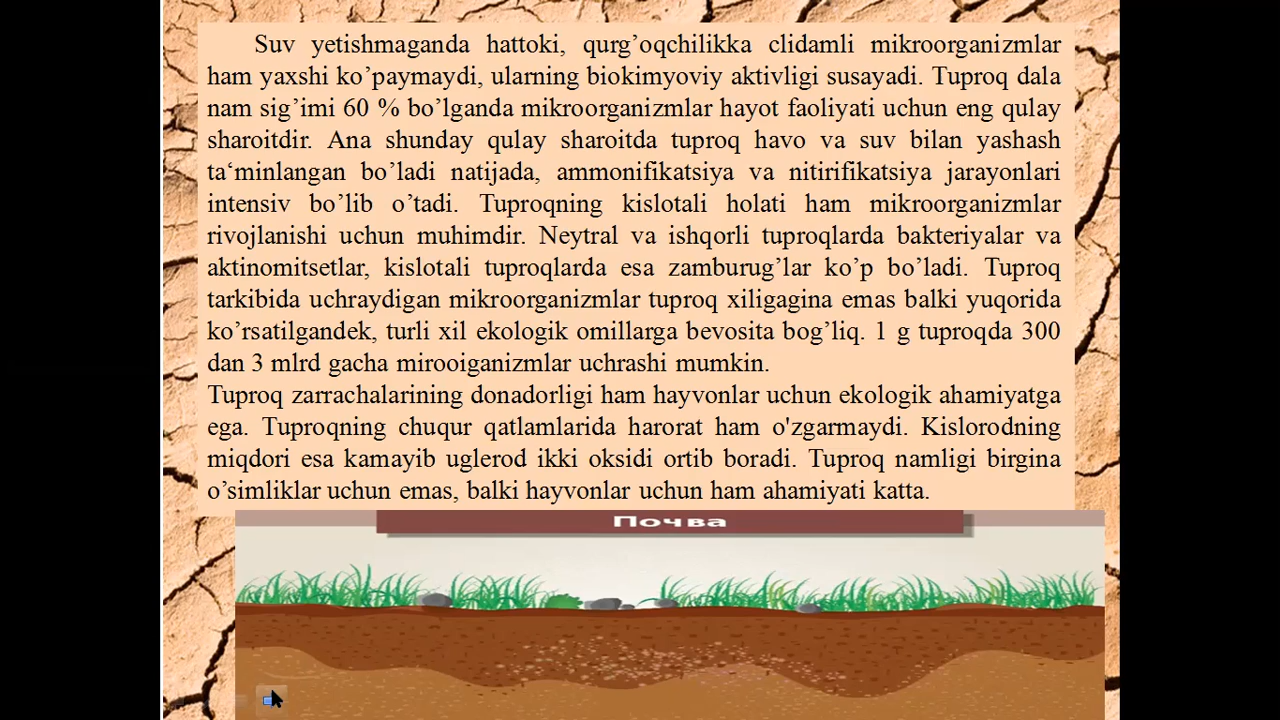 Suv yetishmaganda hattoki, qurg’oqchilikka clidamli mikroorganizmlar
ham yaxshi ko’paymaydi, ularning biokimyoviy aktivligi susayadi. Tuproq dala
nam sig’imi 60 % bo’lganda mikroorganizmlar hayot faoliyati uchun eng qulay
sharoitdir. Ana shunday qulay sharoitda tuproq havo va suv bilan yashash
ta‘minlangan bo’ladi natijada, ammonifikatsiya va nitirifikatsiya jarayonlari
intensiv bo’lib o’tadi. Tuproqning kislotali holati ham mikroorganizmlar
rivojlanishi uchun muhimdir. Neytral va ishqorli tuproqlarda bakteriyalar va
aktinomitsetlar, kislotali tuproqlarda esa zamburug’lar ko’p bo’ladi. Tuproq
tarkibida uchraydigan mikroorganizmlar tuproq xiligagina emas balki yuqorida
ko’rsatilgandek, turli xil ekologik omillarga bevosita bog’liq. 1 g tuproqda 300
dan 3 mlrd gacha mirooiganizmlar uchrashi mumkin.
Tuproq zarrachalarining donadorligi ham hayvonlar uchun ekologik ahamiyatga
ega. Tuproqning chuqur qatlamlarida harorat ham o'zgarmaydi. Kislorodning
miqdori esa kamayib uglerod ikki oksidi ortib boradi. Tuproq namligi birgina
o’simliklar uchun emas, balki hayvonlar uchun ham ahamiyati katta.
Почва